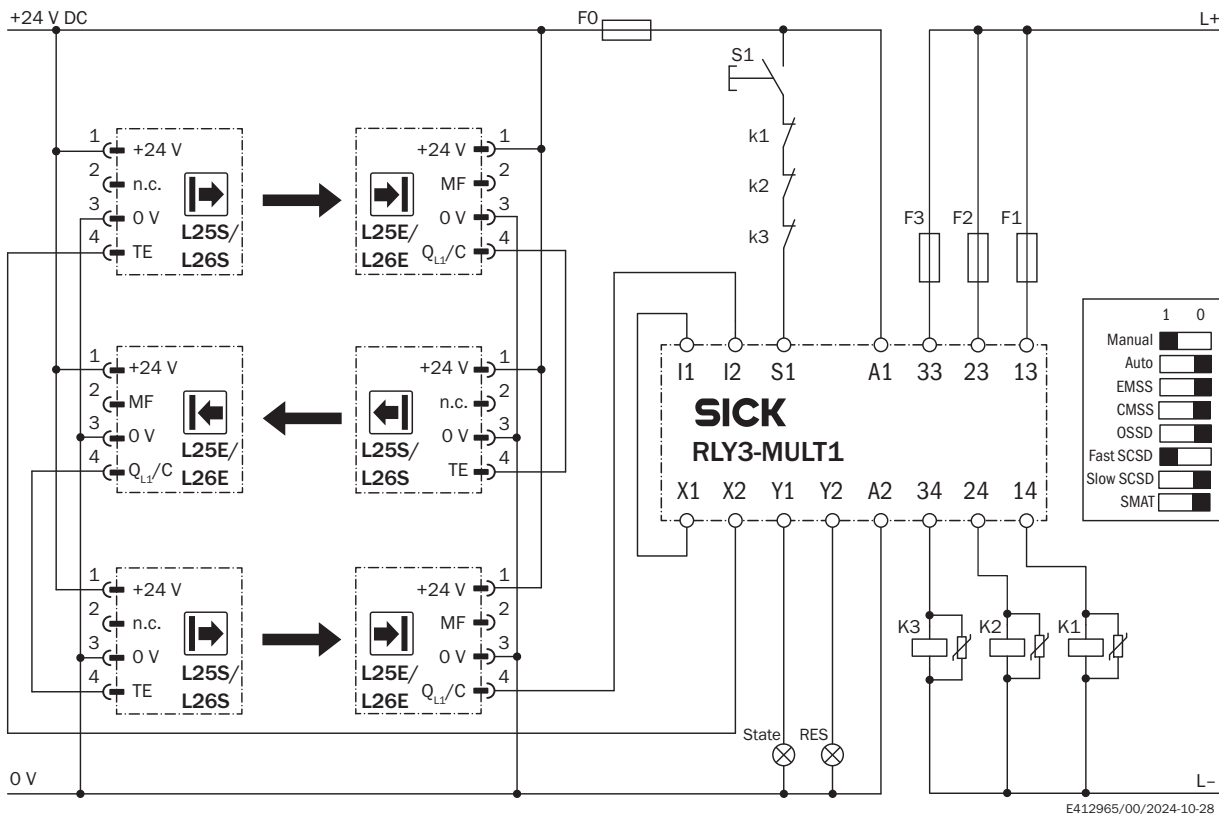 +24 V DC
F0
L+
S1
k1
k2
k3
F3
F2
F1
1
+24 V
2
n.c.
3
0 V
4
TE
L25S/
L26S
+24 V
1
MF
2
0 V
3
QL1/C
4
L25E/
L26E
1
+24 V
2
MF
3
0 V
4
QL1/C
L25E/
L26E
+24 V
1
n.c.
2
0 V
3
TE
4
L25S/
L26S
1
+24 V
2
n.c.
3
0 V
4
TE
L25S/
L26S
+24 V
1
MF
2
0 V
3
QL1/C
4
L25E/
L26E
I1 I2 S1 A1 33 23 13
SICK
RLY3-MULT1
X1 X2 Y1 Y2 A2 34 24 14
1 0
Manual
Auto
EMSS
CMSS
OSSD
Fast SCSD
Slow SCSD
SMAT
K3
K2
K1
State
RES
0 V
L–
E412965/00/2024-10-28